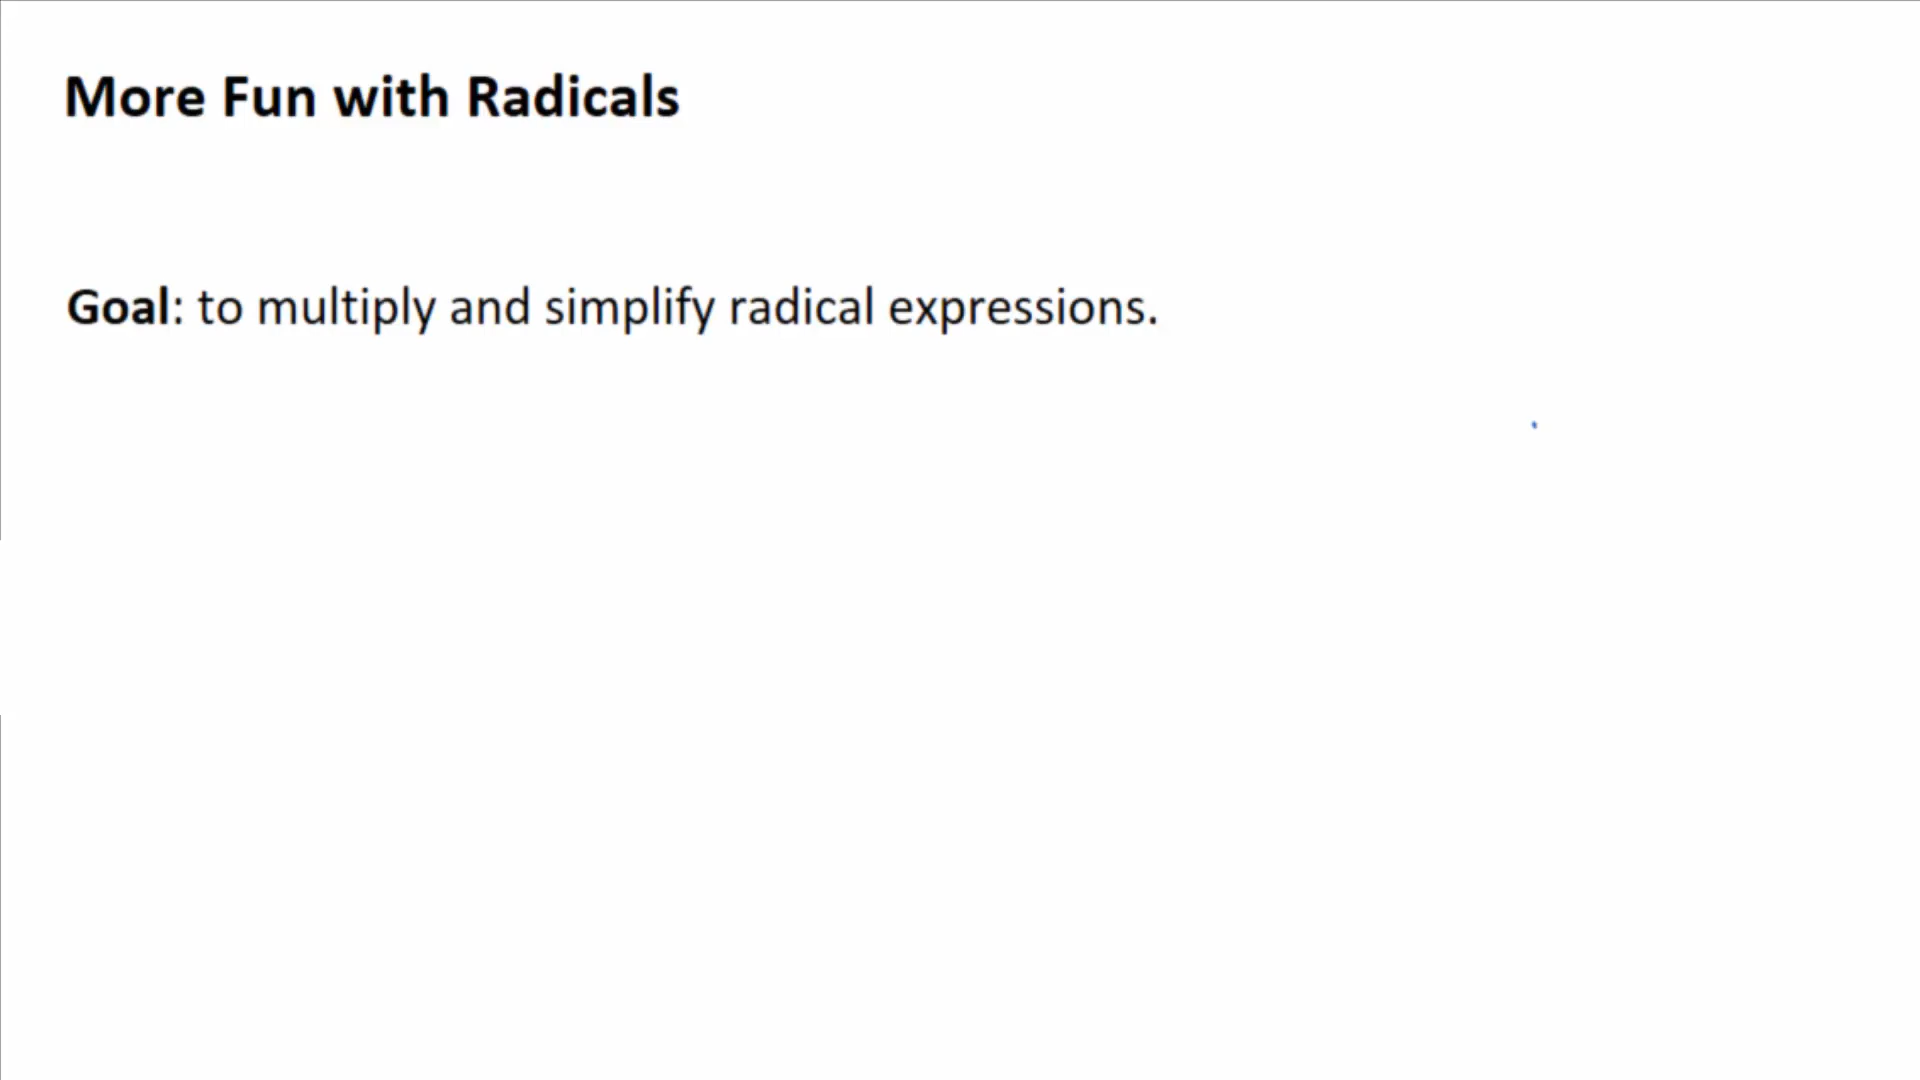 More Fun with Radicals
Goal: to multiply and simplify radical expressions.